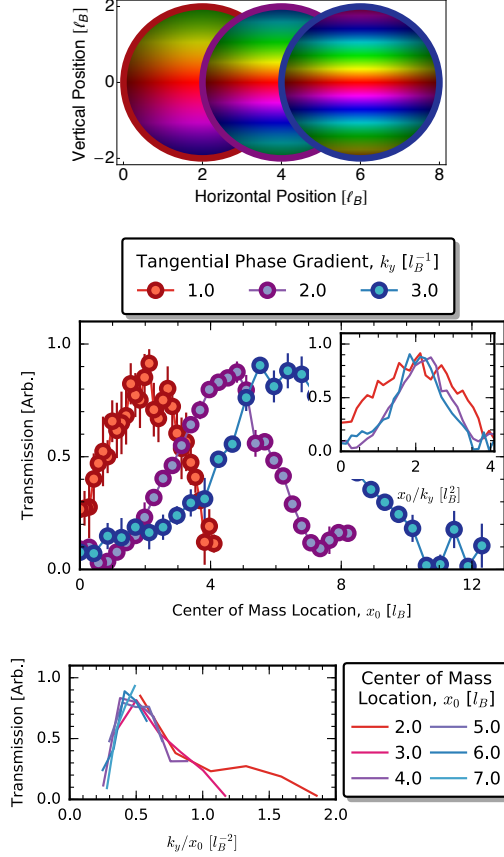 Vertical Position [ℓB]
2
0
−2
0 2 4 6 8
Horizontal Position [ℓB]
Tangential Phase Gradient, ky [lB^-1]
1.0 2.0 3.0
Transmission [Arb.]
1.0
0.5
0.0
0 4 8 12
Center of Mass Location, x0 [lB]
1.0
0.5
0.0
0 2 4
x0/ky [lB^2]
Transmission [Arb.]
1.0
0.5
0.0
0.0 0.5 1.0 1.5 2.0
ky/x0 [lB^-2]
Center of Mass
Location, x0 [lB]
2.0 5.0
3.0 6.0
4.0 7.0